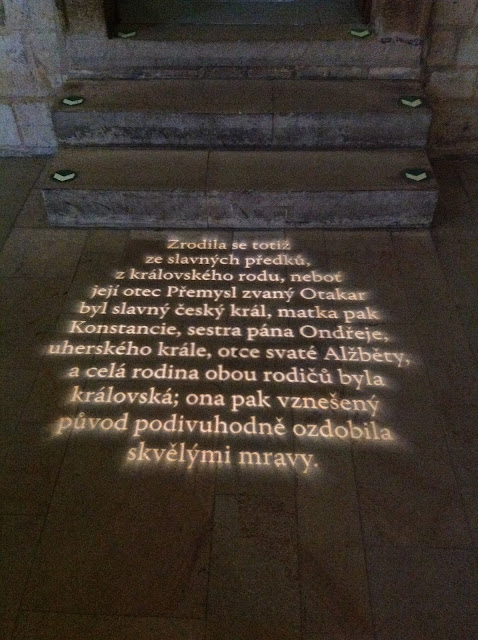 Zrodila se totiž
ze slavných předků,
z královského rodu, neboť
její otec Přemysl zvaný Otakar
byl slavný český král, matka pak
Konstancie, sestra pána Ondřeje,
uherského krále, otce svaté Alžběty,
a celá rodina obou rodičů byla
královská; ona pak vznešený
původ podivuhodně ozdobila
skvělými mravy.